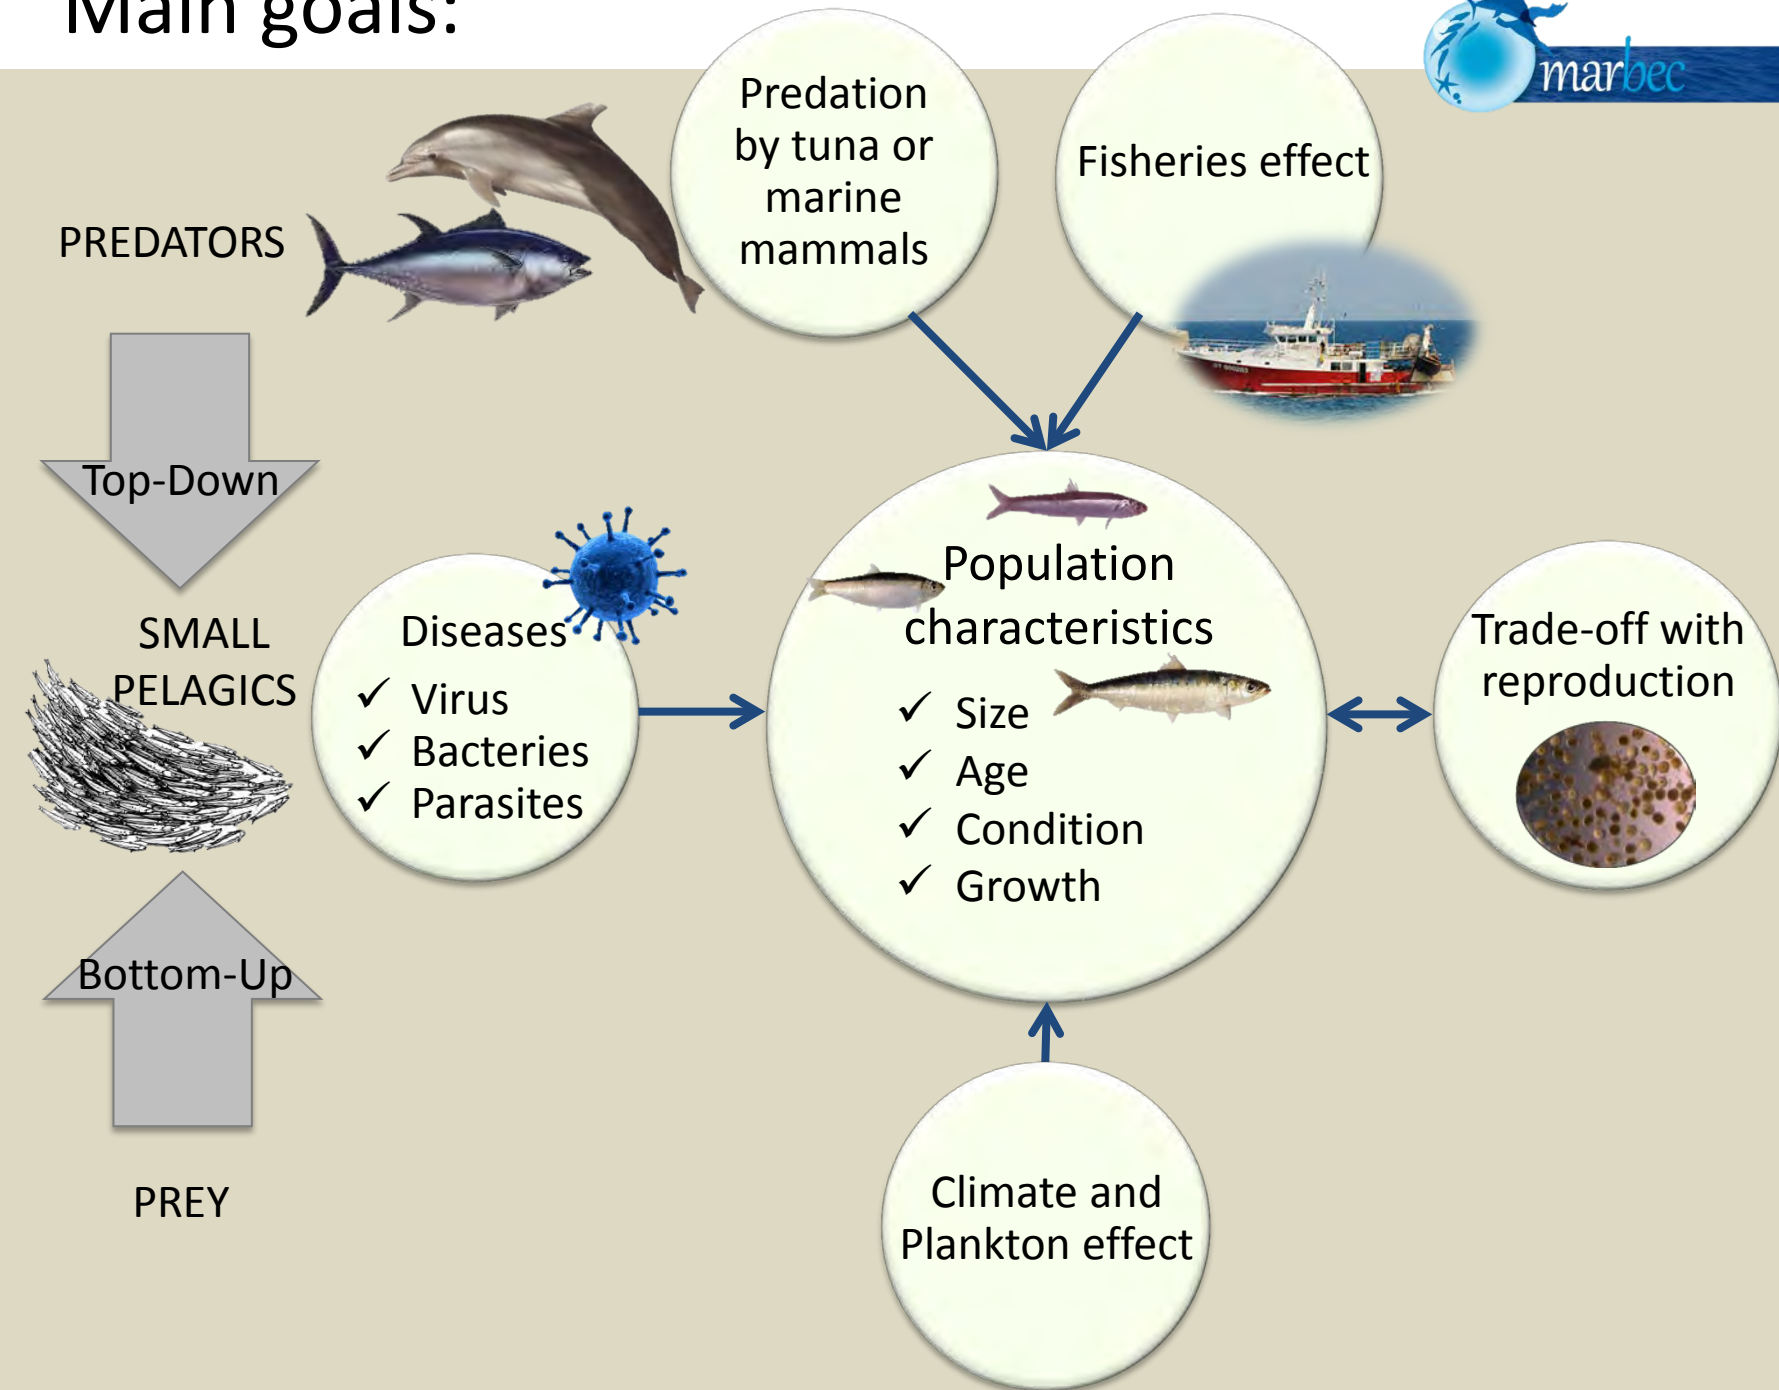 Main goals:
marbec
Predation
by tuna or
marine
mammals
Fisheries effect
PREDATORS
Top-Down
SMALL
PELAGICS
Bottom-Up
PREY
Diseases
✓ Virus
✓ Bacteries
✓ Parasites
Population
characteristics
✓ Size
✓ Age
✓ Condition
✓ Growth
Trade-off with
reproduction
Climate and
Plankton effect